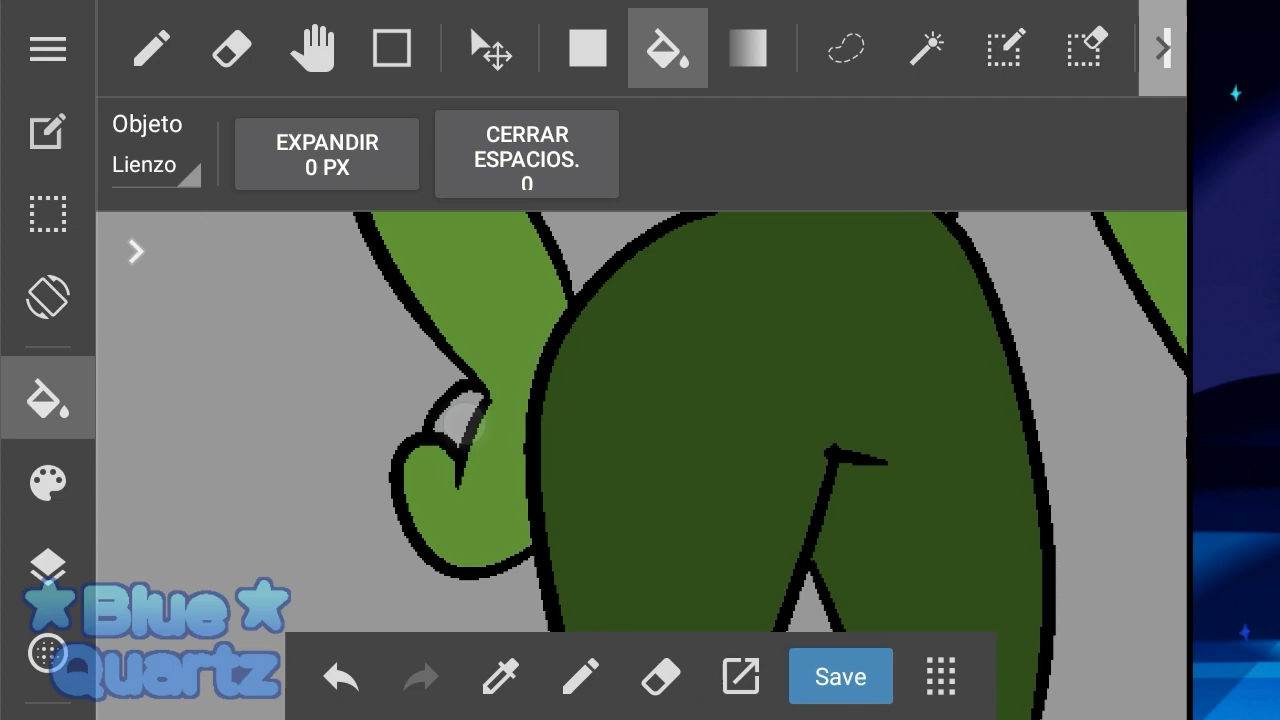 Objeto
Lienzo
EXPANDIR
0 PX
CERRAR
ESPACIOS.
0
Blue
Quartz
Save